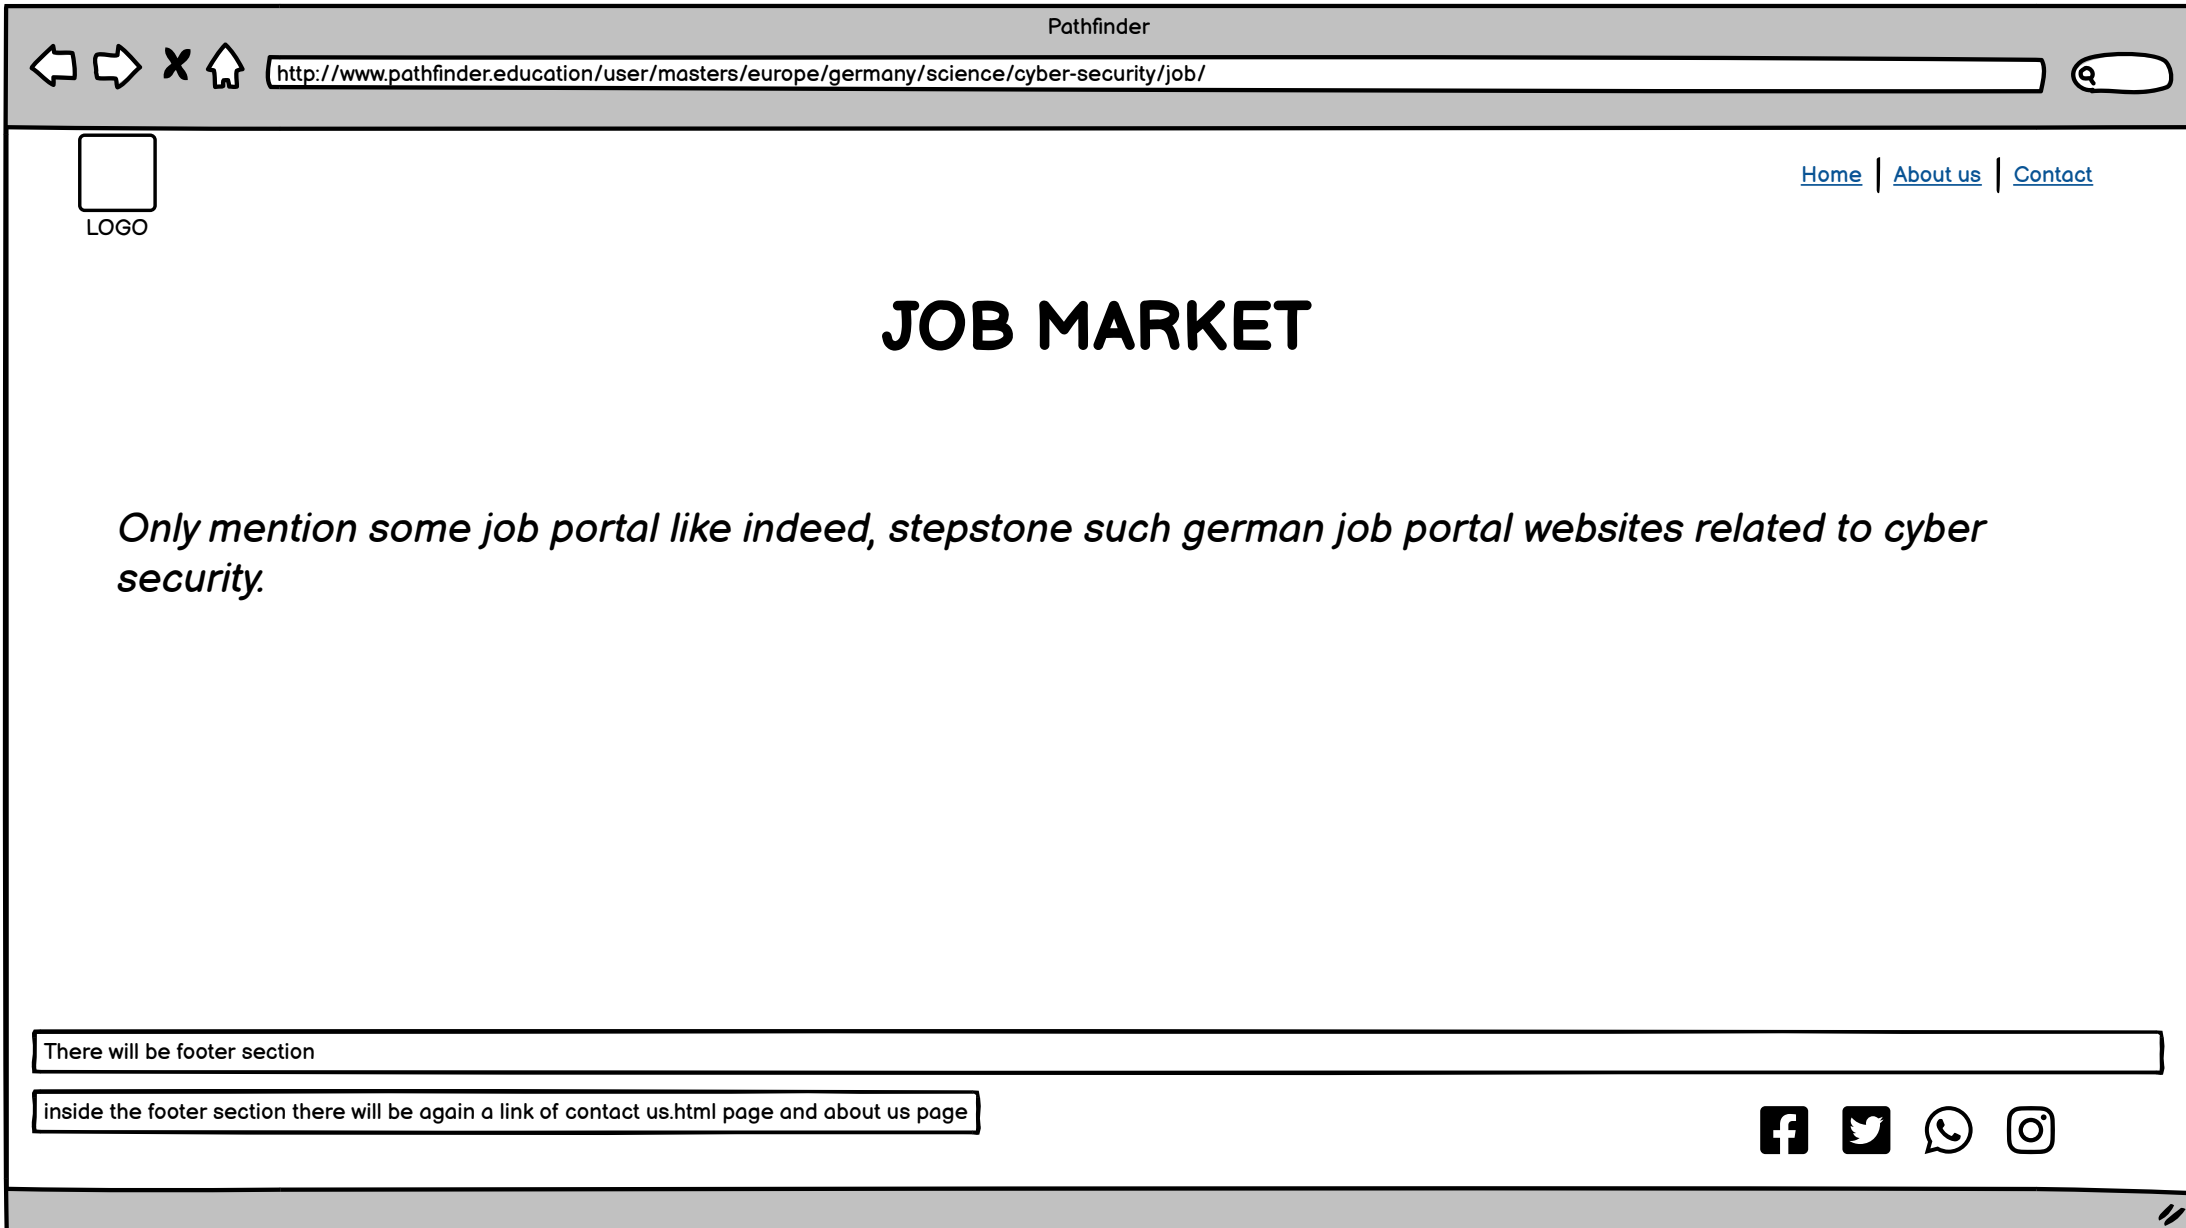 Pathfinder
http://www.pathfinder.education/user/masters/europe/germany/science/cyber-security/job/
Home
About us
Contact
LOGO
JOB MARKET
Only mention some job portal like indeed, stepstone such german job portal websites related to cyber
security.
There will be footer section
inside the footer section there will be again a link of contact us.html page and about us page